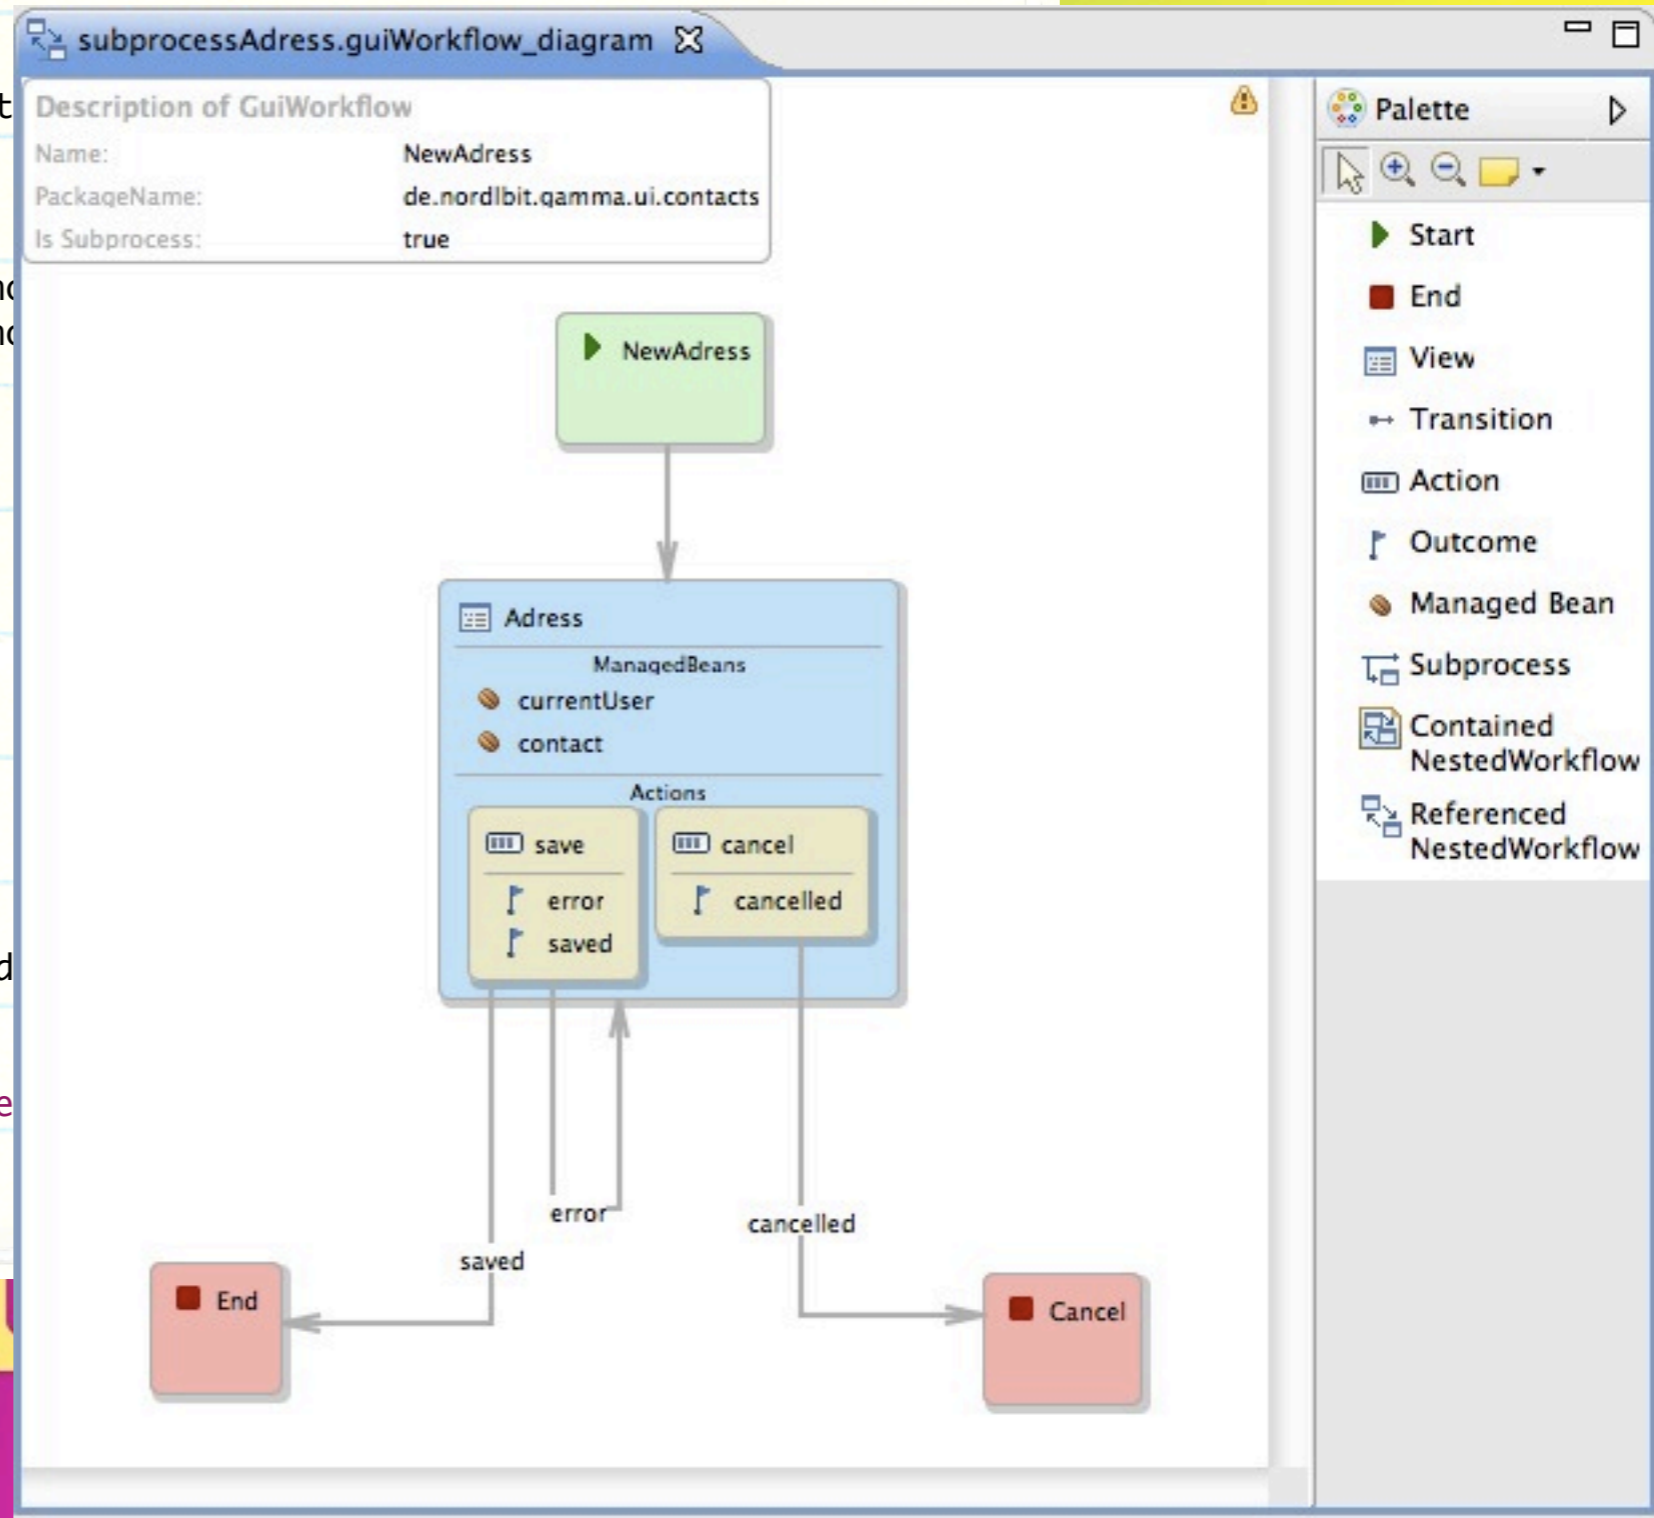 subprocessAdress.guiWorkflow_diagram
Description of GuiWorkflow
Name: NewAdress
PackageName: de.nordlbit.gamma.ui.contacts
Is Subprocess: true
NewAdress
Adress
ManagedBeans
currentUser
contact
Actions
save
error
saved
cancel
cancelled
error
saved
cancelled
End
Cancel
Palette
Start
End
View
Transition
Action
Outcome
Managed Bean
Subprocess
Contained
NestedWorkflow
Referenced
NestedWorkflow